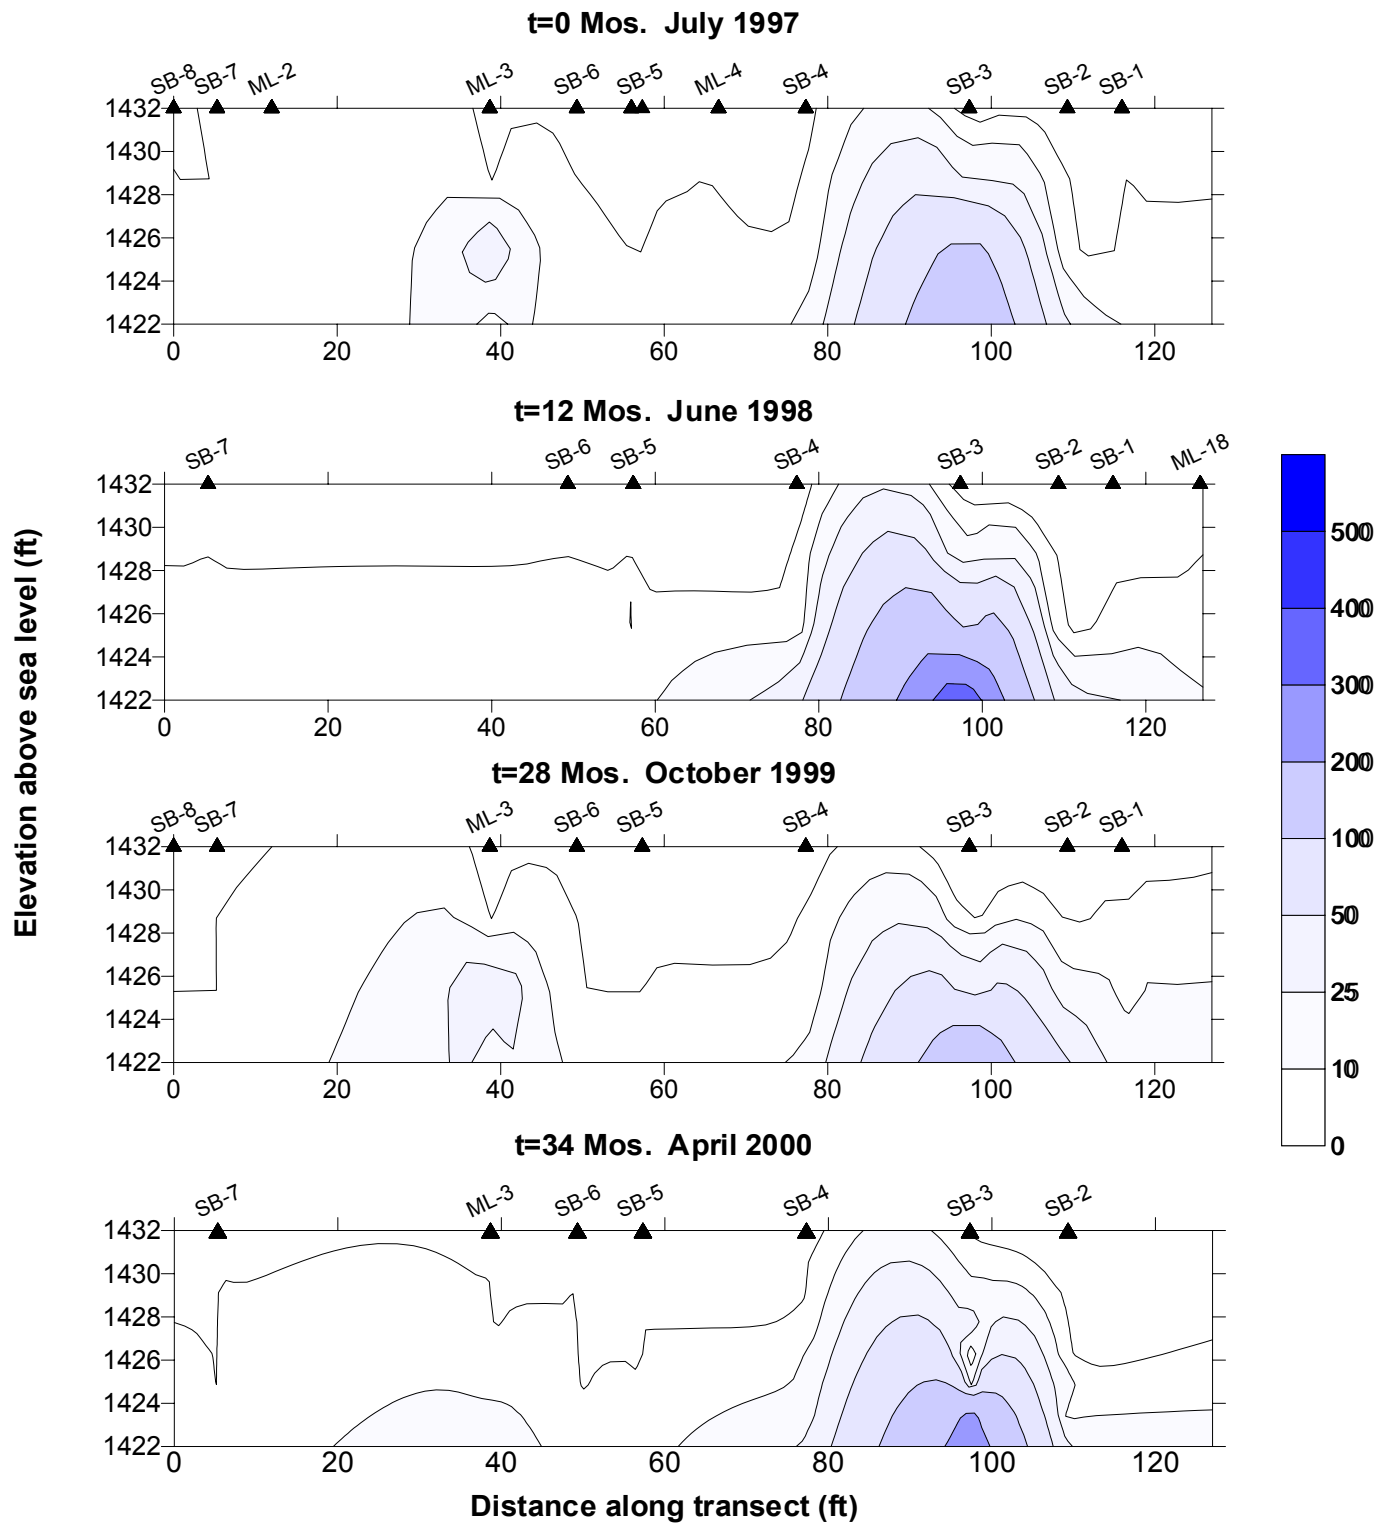 t=0 Mos.  July 1997
SB-8 SB-7 ML-2 ML-3 SB-6 SB-5 ML-4 SB-4 SB-3 SB-2 SB-1
1432
1430
1428
1426
1424
1422
0 20 40 60 80 100 120
t=12 Mos.  June 1998
SB-7 SB-6 SB-5 SB-4 SB-3 SB-2 SB-1 ML-18
1432
1430
1428
1426
1424
1422
0 20 40 60 80 100 120
t=28 Mos.  October 1999
SB-8 SB-7 ML-3 SB-6 SB-5 SB-4 SB-3 SB-2 SB-1
1432
1430
1428
1426
1424
1422
0 20 40 60 80 100 120
t=34 Mos.  April 2000
SB-7 ML-3 SB-6 SB-5 SB-4 SB-3 SB-2
1432
1430
1428
1426
1424
1422
0 20 40 60 80 100 120
Distance along transect (ft)
Elevation above sea level (ft)
500
400
300
200
100
50
25
10
0